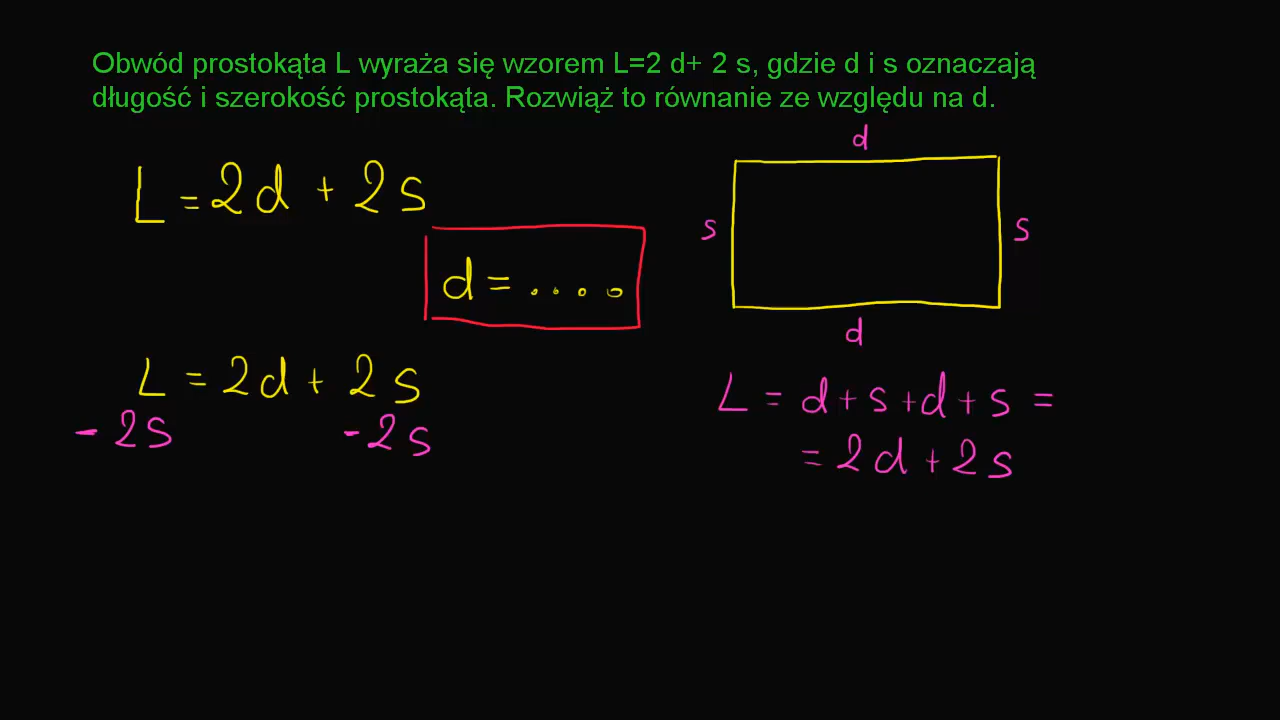 Obwód prostokąta L wyraża się wzorem L=2 d+ 2 s, gdzie d i s oznaczają
długość i szerokość prostokąta. Rozwiąż to równanie ze względu na d.
L = 2d + 2s
d = ....
L = 2d + 2s
- 2s - 2s
d
s s
d
L = d + s + d + s =
= 2d + 2s